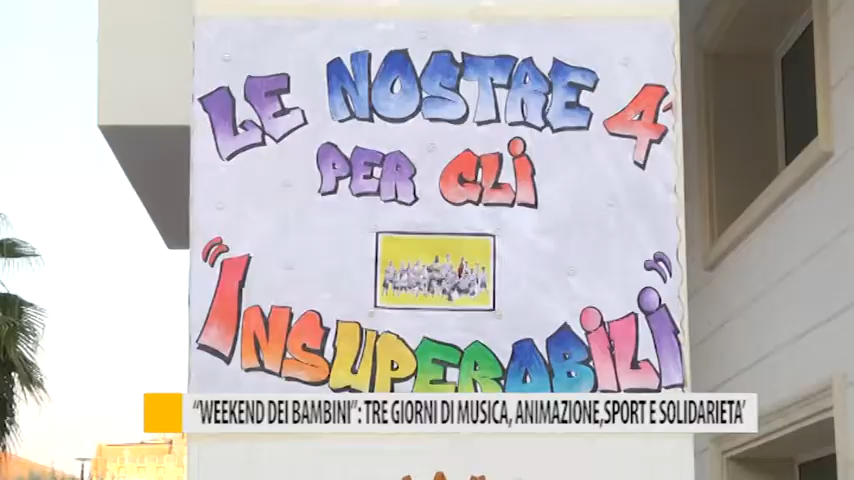 LE NOSTRE 4
PER GLI
"INSUPERABILI"
“WEEKEND DEI BAMBINI”: TRE GIORNI DI MUSICA, ANIMAZIONE,SPORT E SOLIDARIETA’